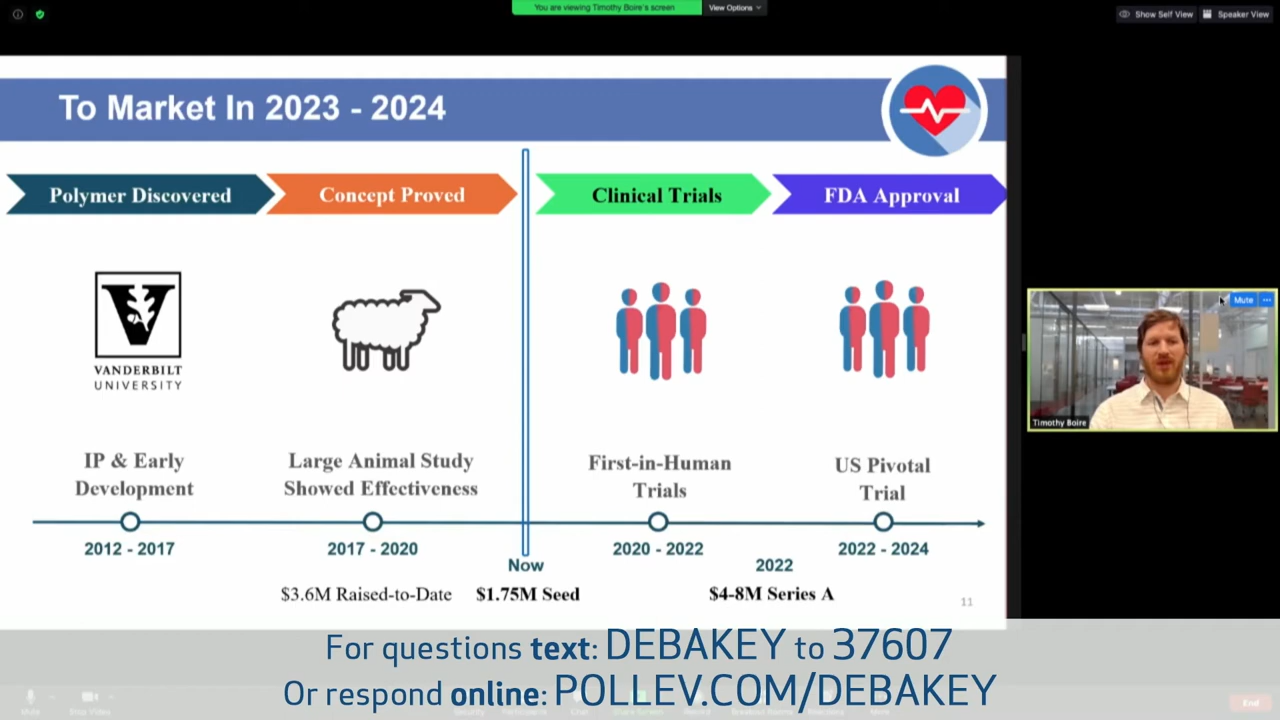 You are viewing Timothy Boire's screen
View Options
Show Self View
Speaker View
To Market In 2023 - 2024
Polymer Discovered
Concept Proved
Clinical Trials
FDA Approval
VANDERBILT
UNIVERSITY
IP & Early
Development
Large Animal Study
Showed Effectiveness
First-in-Human
Trials
US Pivotal
Trial
2012 - 2017
2017 - 2020
2020 - 2022
2022 - 2024
Now
2022
$3.6M Raised-to-Date
$1.75M Seed
$4-8M Series A
11
Mute
Timothy Boire
For questions text: DEBAKEY to 37607
Or respond online: POLLEV.COM/DEBAKEY
Mute
Stop Video
End